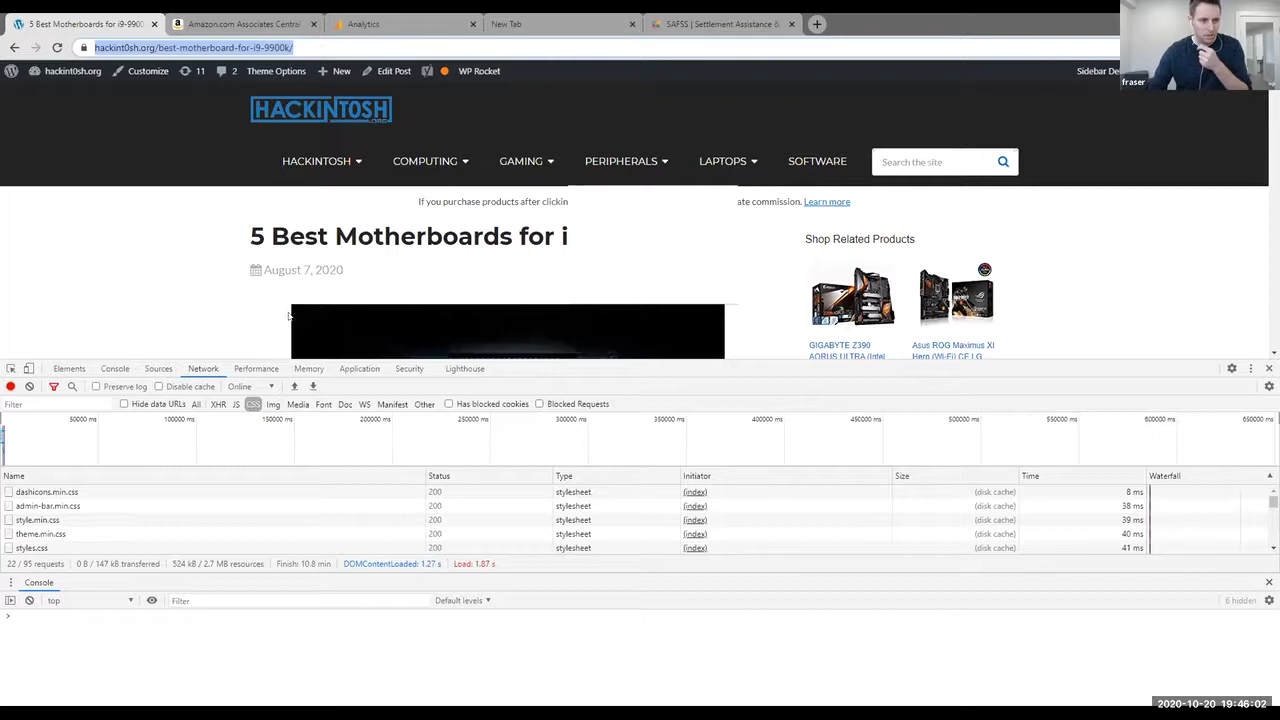 5 Best Motherboards for i9-9900
Amazon.com Associates Central
Analytics
New Tab
SAFSS | Settlement Assistance &
hackint0sh.org/best-motherboard-for-i9-9900k/
hackint0sh.org Customize 11 2 Theme Options New Edit Post WP Rocket
Sidebar De
fraser
HACKINTOSH
.ORG
HACKINTOSH COMPUTING GAMING PERIPHERALS LAPTOPS SOFTWARE Search the site
If you purchase products after clickin
ate commission. Learn more
5 Best Motherboards for i
August 7, 2020
Shop Related Products
GIGABYTE Z390
AORUS ULTRA (Intel
Asus ROG Maximus XI
Hero (Wi-Fi) CF LG
Elements Console Sources Network Performance Memory Application Security Lighthouse
Preserve log Disable cache Online
Filter Hide data URLs All XHR JS CSS Img Media Font Doc WS Manifest Other Has blocked cookies Blocked Requests
50000 ms 100000 ms 150000 ms 200000 ms 250000 ms 300000 ms 350000 ms 400000 ms 450000 ms 500000 ms 550000 ms 600000 ms 650000 ms
Name Status Type Initiator Size Time Waterfall
dashicons.min.css 200 stylesheet (index) (disk cache) 8 ms
admin-bar.min.css 200 stylesheet (index) (disk cache) 38 ms
style.min.css 200 stylesheet (index) (disk cache) 39 ms
theme.min.css 200 stylesheet (index) (disk cache) 40 ms
styles.css 200 stylesheet (index) (disk cache) 41 ms
22 / 95 requests 0 B / 147 kB transferred 524 kB / 2.7 MB resources Finish: 10.8 min DOMContentLoaded: 1.27 s Load: 1.87 s
Console
top Filter Default levels 6 hidden
2020-10-20 19:46:02